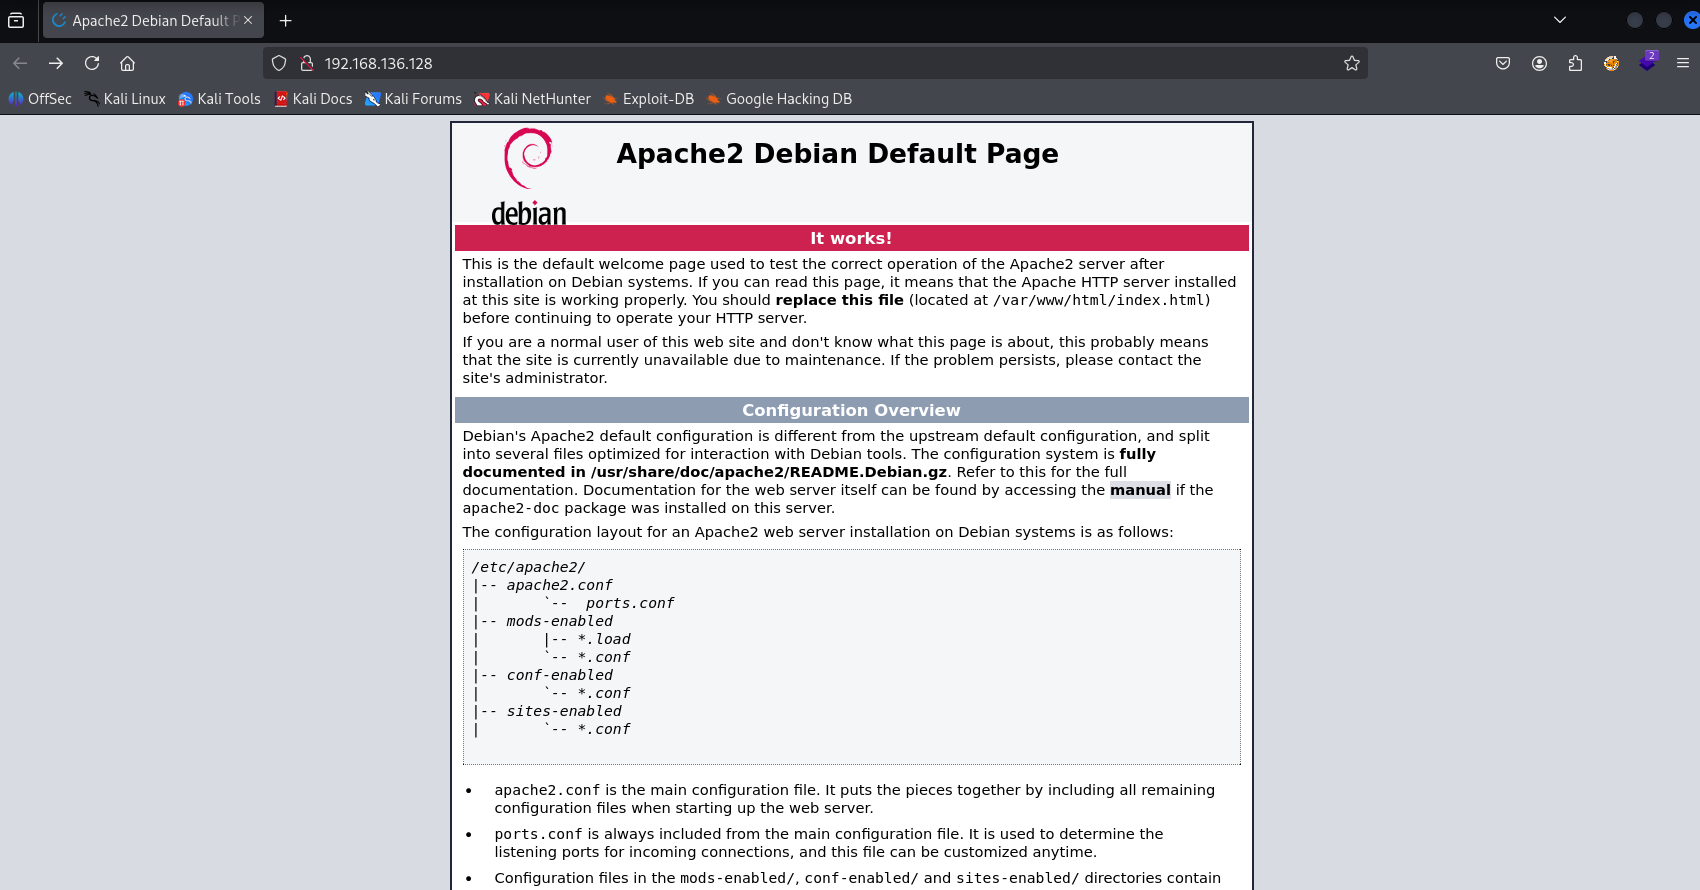 Apache2 Debian Default P
192.168.136.128
2
OffSec Kali Linux Kali Tools Kali Docs Kali Forums Kali NetHunter Exploit-DB Google Hacking DB
debian
Apache2 Debian Default Page
It works!
This is the default welcome page used to test the correct operation of the Apache2 server after
installation on Debian systems. If you can read this page, it means that the Apache HTTP server installed
at this site is working properly. You should replace this file (located at /var/www/html/index.html)
before continuing to operate your HTTP server.
If you are a normal user of this web site and don't know what this page is about, this probably means
that the site is currently unavailable due to maintenance. If the problem persists, please contact the
site's administrator.
Configuration Overview
Debian's Apache2 default configuration is different from the upstream default configuration, and split
into several files optimized for interaction with Debian tools. The configuration system is fully
documented in /usr/share/doc/apache2/README.Debian.gz. Refer to this for the full
documentation. Documentation for the web server itself can be found by accessing the manual if the
apache2-doc package was installed on this server.
The configuration layout for an Apache2 web server installation on Debian systems is as follows:
/etc/apache2/
|-- apache2.conf
|       `--  ports.conf
|-- mods-enabled
|       |-- *.load
|       `-- *.conf
|-- conf-enabled
|       `-- *.conf
|-- sites-enabled
|       `-- *.conf
• apache2.conf is the main configuration file. It puts the pieces together by including all remaining
configuration files when starting up the web server.
• ports.conf is always included from the main configuration file. It is used to determine the
listening ports for incoming connections, and this file can be customized anytime.
• Configuration files in the mods-enabled/, conf-enabled/ and sites-enabled/ directories contain